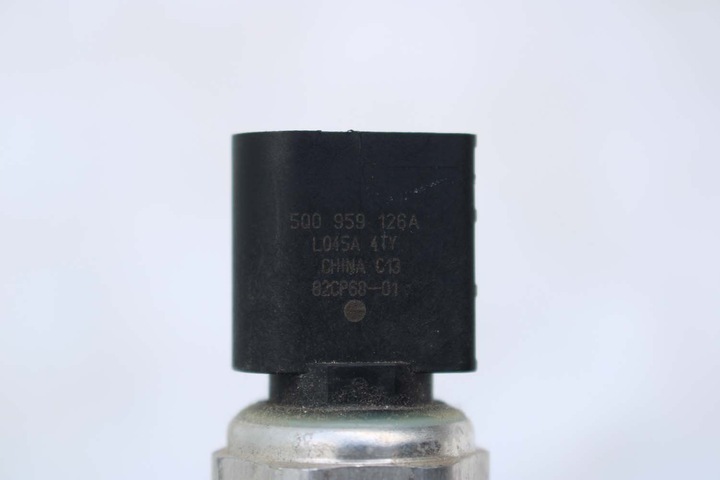 5Q0 959 126A
L045A 4TY
CHINA C13
82CP68-01